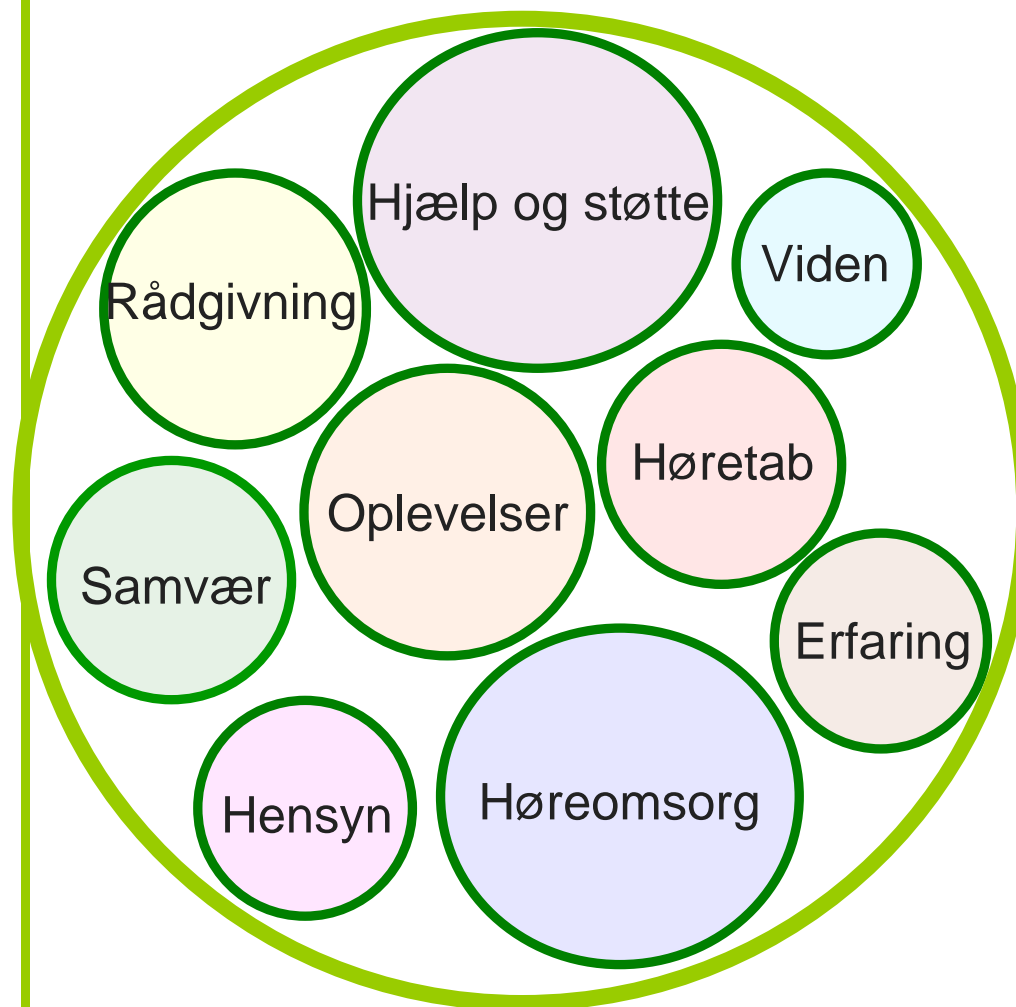 Hjælp og støtte
Viden
Rådgivning
Høretab
Oplevelser
Samvær
Erfaring
Høreomsorg
Hensyn